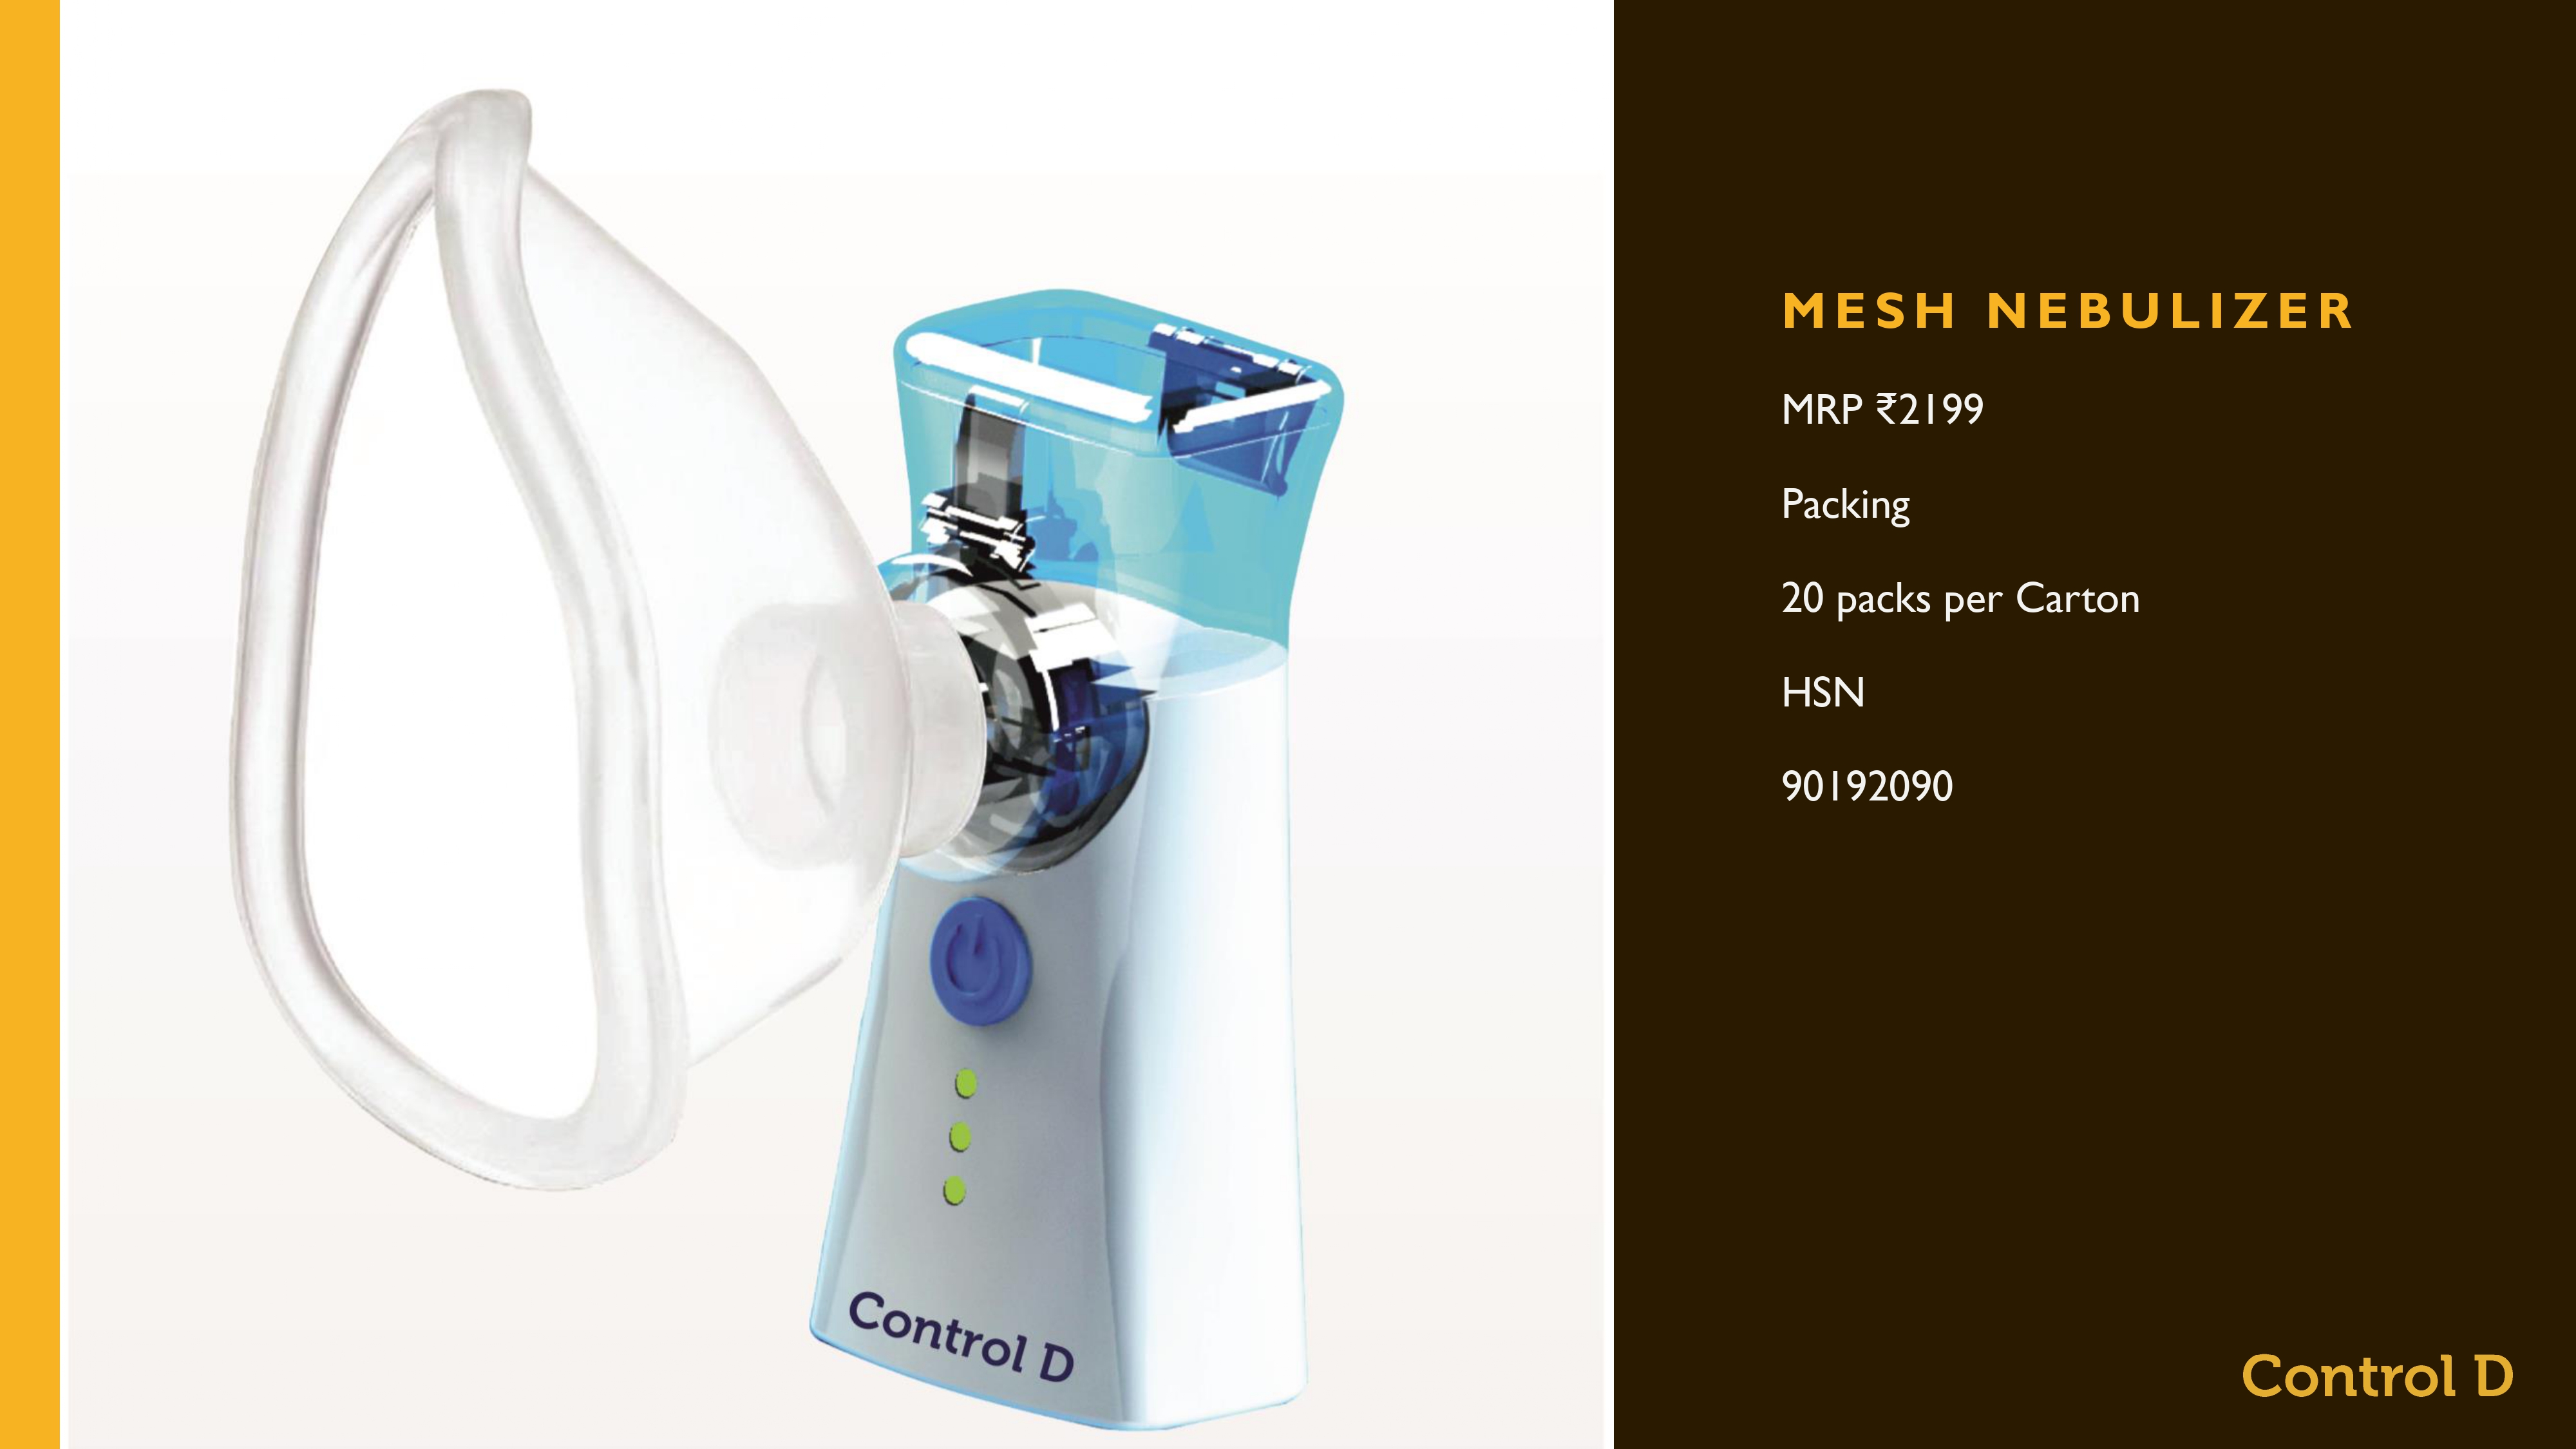 MESH NEBULIZER
MRP ₹2199
Packing
20 packs per Carton
HSN
90192090
Control D
Control D